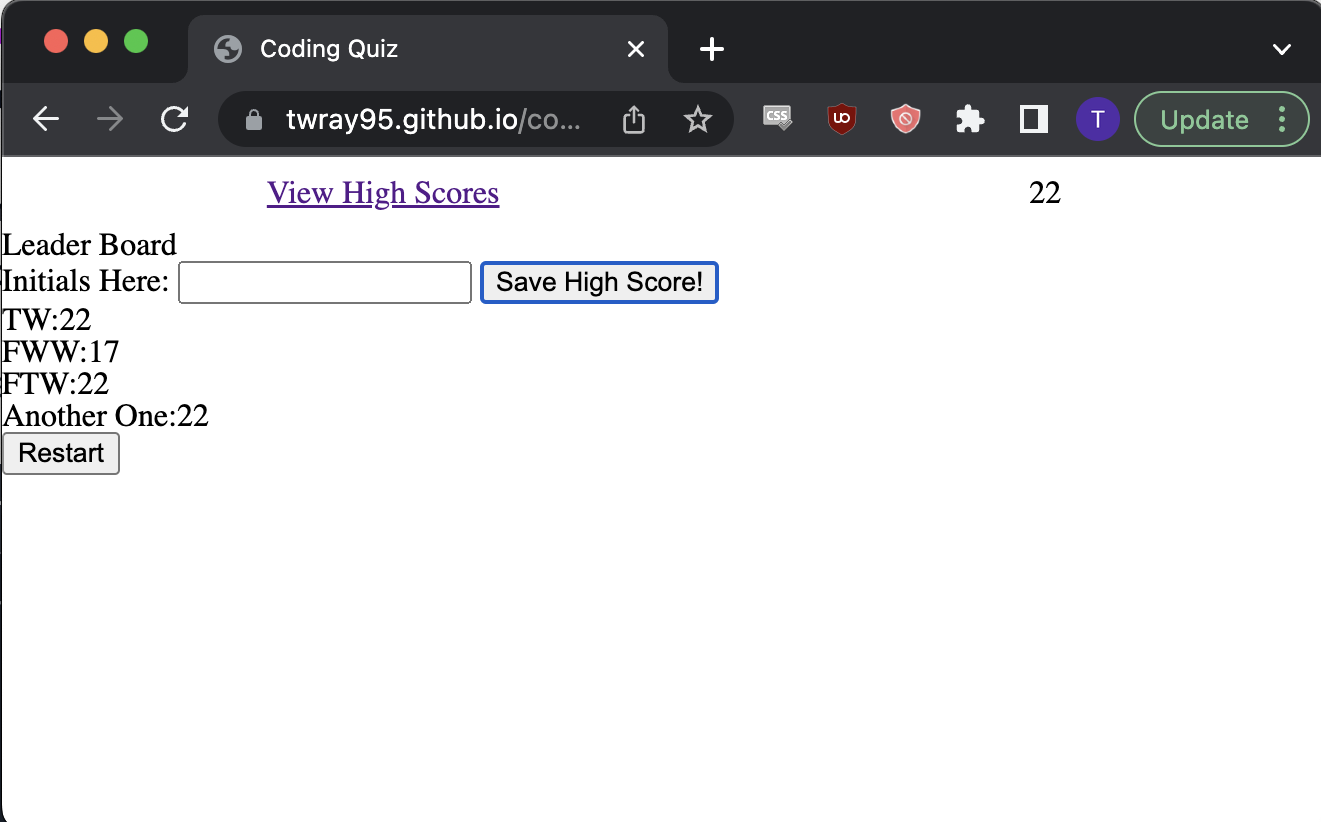 Coding Quiz
twray95.github.io/co...
CSS
UO
T
Update
View High Scores
22
Leader Board
Initials Here:
Save High Score!
TW:22
FWW:17
FTW:22
Another One:22
Restart